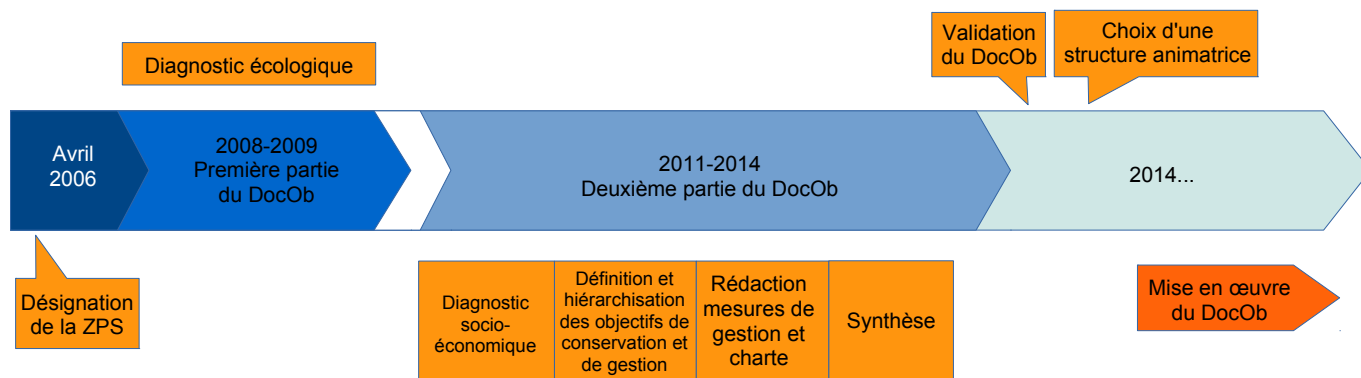 Diagnostic écologique
Validation
du DocOb
Choix d'une
structure animatrice
Avril
2006
2008-2009
Première partie
du DocOb
2011-2014
Deuxième partie du DocOb
2014...
Désignation
de la ZPS
Diagnostic
socio-
économique
Définition et
hiérarchisation
des objectifs de
conservation et
de gestion
Rédaction
mesures de
gestion et
charte
Synthèse
Mise en œuvre
du DocOb